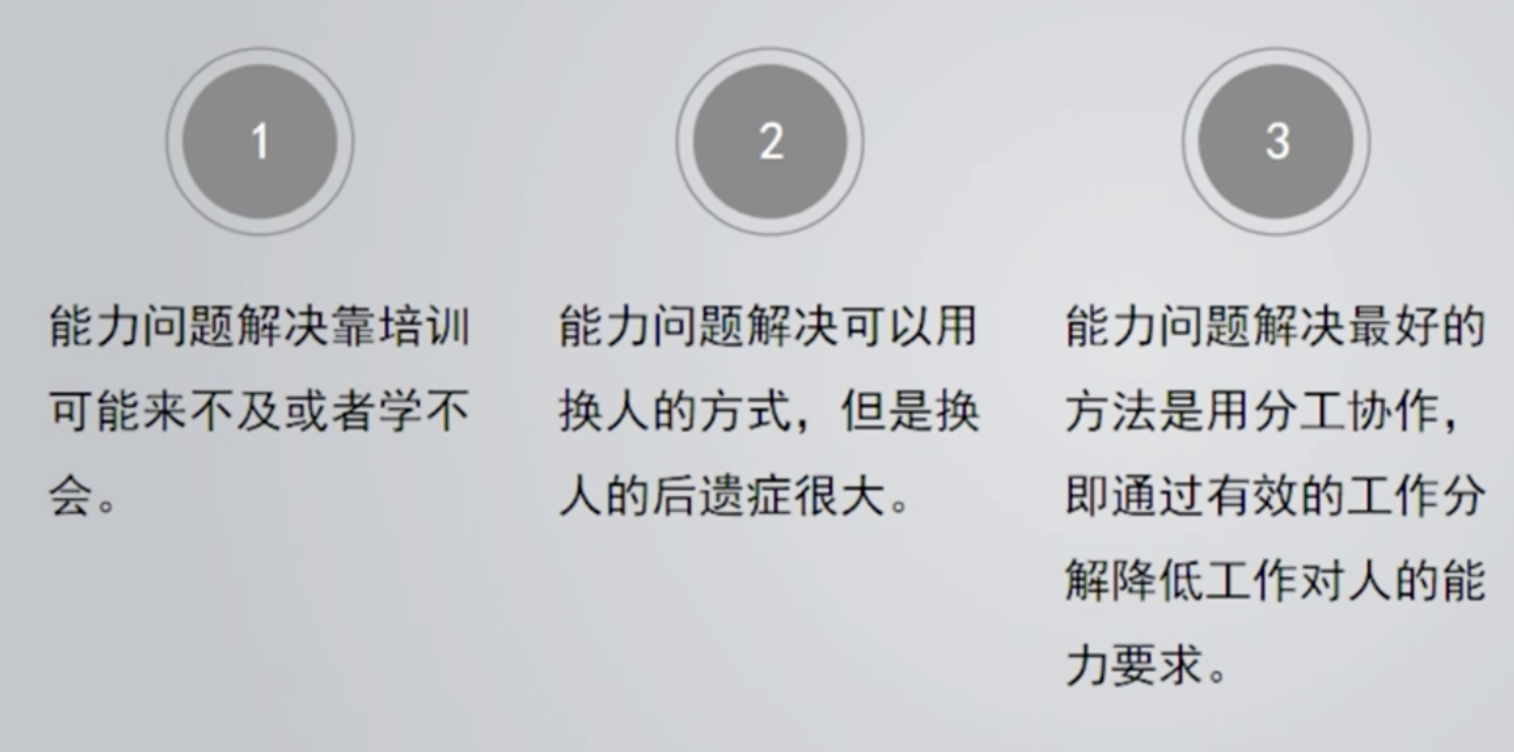 1
能力问题解决靠培训
可能来不及或者学不
会。
2
能力问题解决可以用
换人的方式，但是换
人的后遗症很大。
3
能力问题解决最好的
方法是用分工协作，
即通过有效的工作分
解降低工作对人的能
力要求。